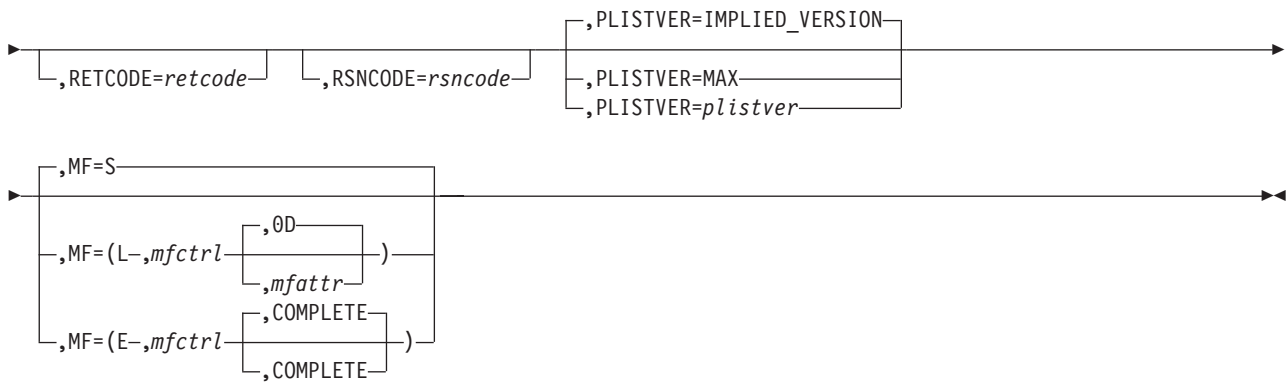 ,PLISTVER=IMPLIED_VERSION
,RETCODE=retcode ,RSNCODE=rsncode ,PLISTVER=MAX
,PLISTVER=plistver
,MF=S
,0D
,MF=(L-,mfctrl )
,mfattr
,COMPLETE
,MF=(E-,mfctrl )
,COMPLETE